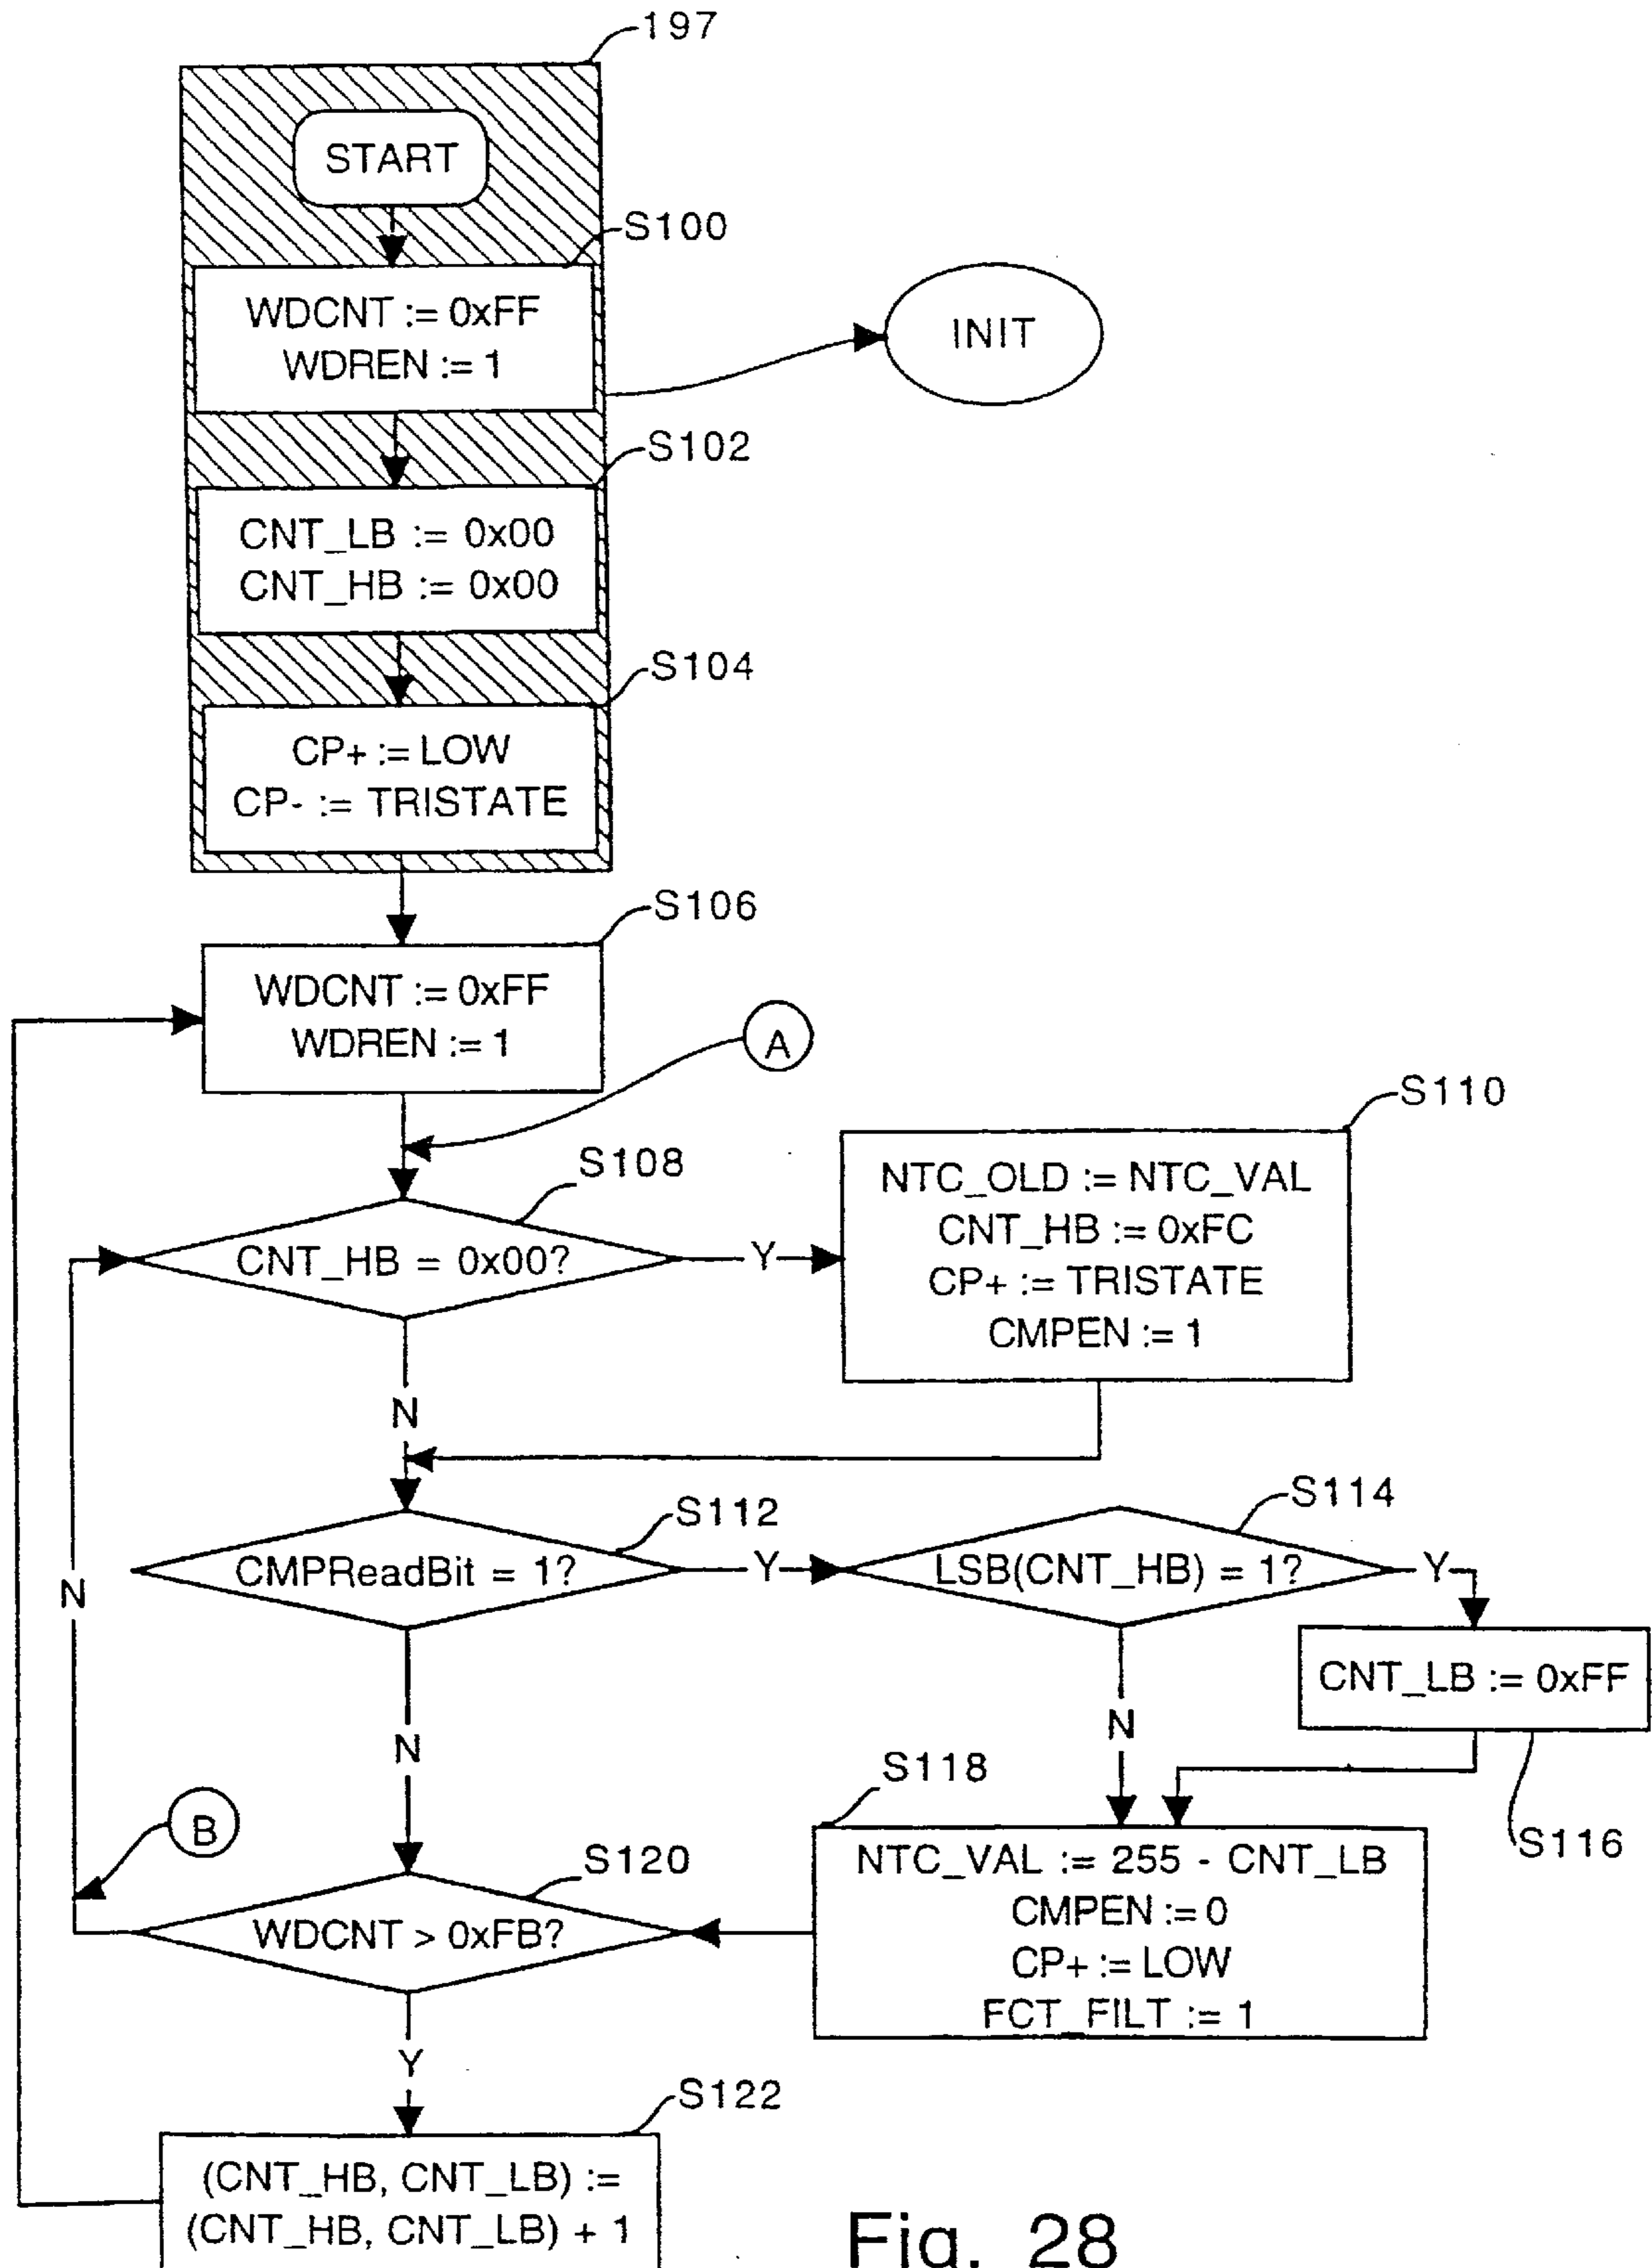 197
START
S100
WDCNT := 0xFF
WDREN := 1
INIT
S102
CNT_LB := 0x00
CNT_HB := 0x00
S104
CP+ := LOW
CP- := TRISTATE
S106
WDCNT := 0xFF
WDREN := 1
A
S108
CNT_HB = 0x00?
Y
N
S110
NTC_OLD := NTC_VAL
CNT_HB := 0xFC
CP+ := TRISTATE
CMPEN := 1
S112
CMPReadBit = 1?
Y
N
S114
LSB(CNT_HB) = 1?
Y
N
CNT_LB := 0xFF
S116
S118
NTC_VAL := 255 - CNT_LB
CMPEN := 0
CP+ := LOW
FCT_FILT := 1
N
B
S120
WDCNT > 0xFB?
Y
S122
(CNT_HB, CNT_LB) :=
(CNT_HB, CNT_LB) + 1
Fig. 28